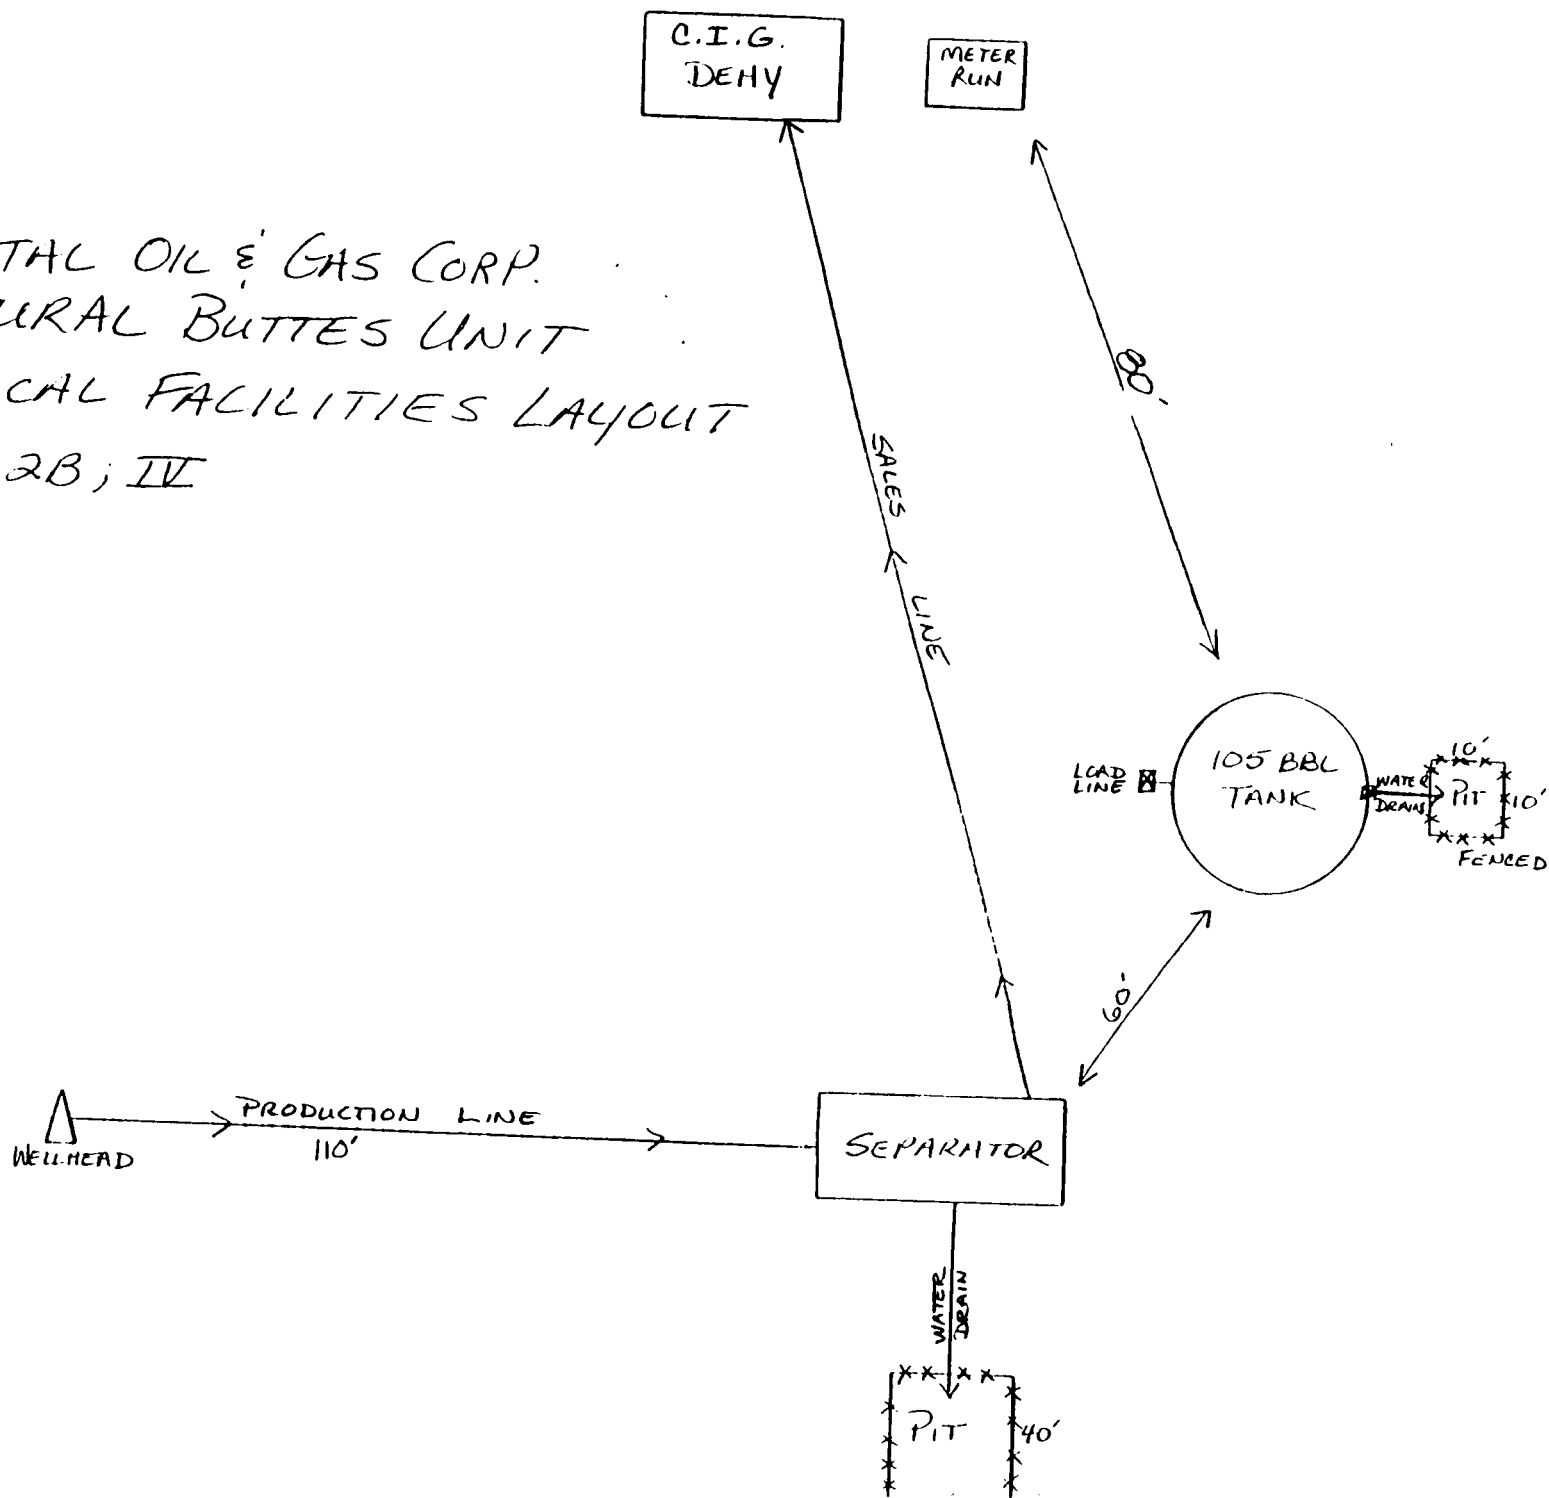 C.I.G.
DEHY
METER
RUN
TAL OIL & GAS CORP.
URAL BUTTES UNIT
CAL FACILITIES LAYOUT
2B; IV
80'
SALES LINE
105 BBL
TANK
LOAD
LINE
WATER
DRAIN
10'
PIT
10'
FENCED
60'
PRODUCTION LINE
110'
WELLHEAD
SEPARATOR
WATER
DRAIN
PIT
40'